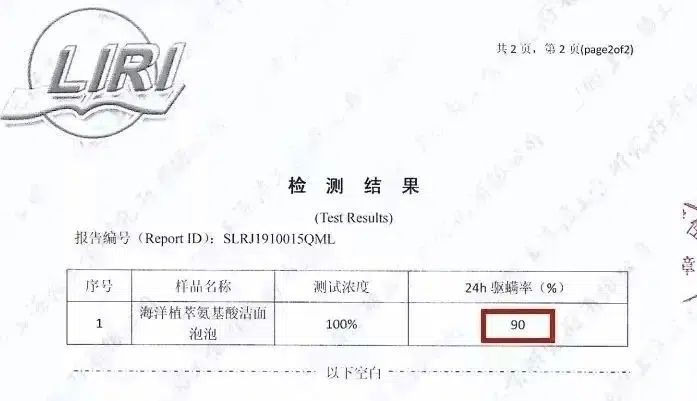 LIRI
共 2 页，第 2 页(page2of2)
检 测 结 果
(Test Results)
报告编号（Report ID）：SLRJ1910015QML
序号 样品名称 测试浓度 24h 驱螨率（%）
1 海洋植萃氨基酸洁面泡泡 100% 90
以下空白
章